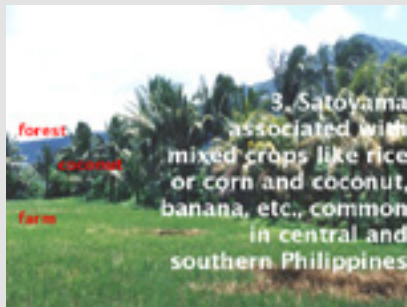 3. Satoyama
associated with
mixed crops like rice
or corn and coconut,
banana, etc., common
in central and
southern Philippines
forest
coconut
farm